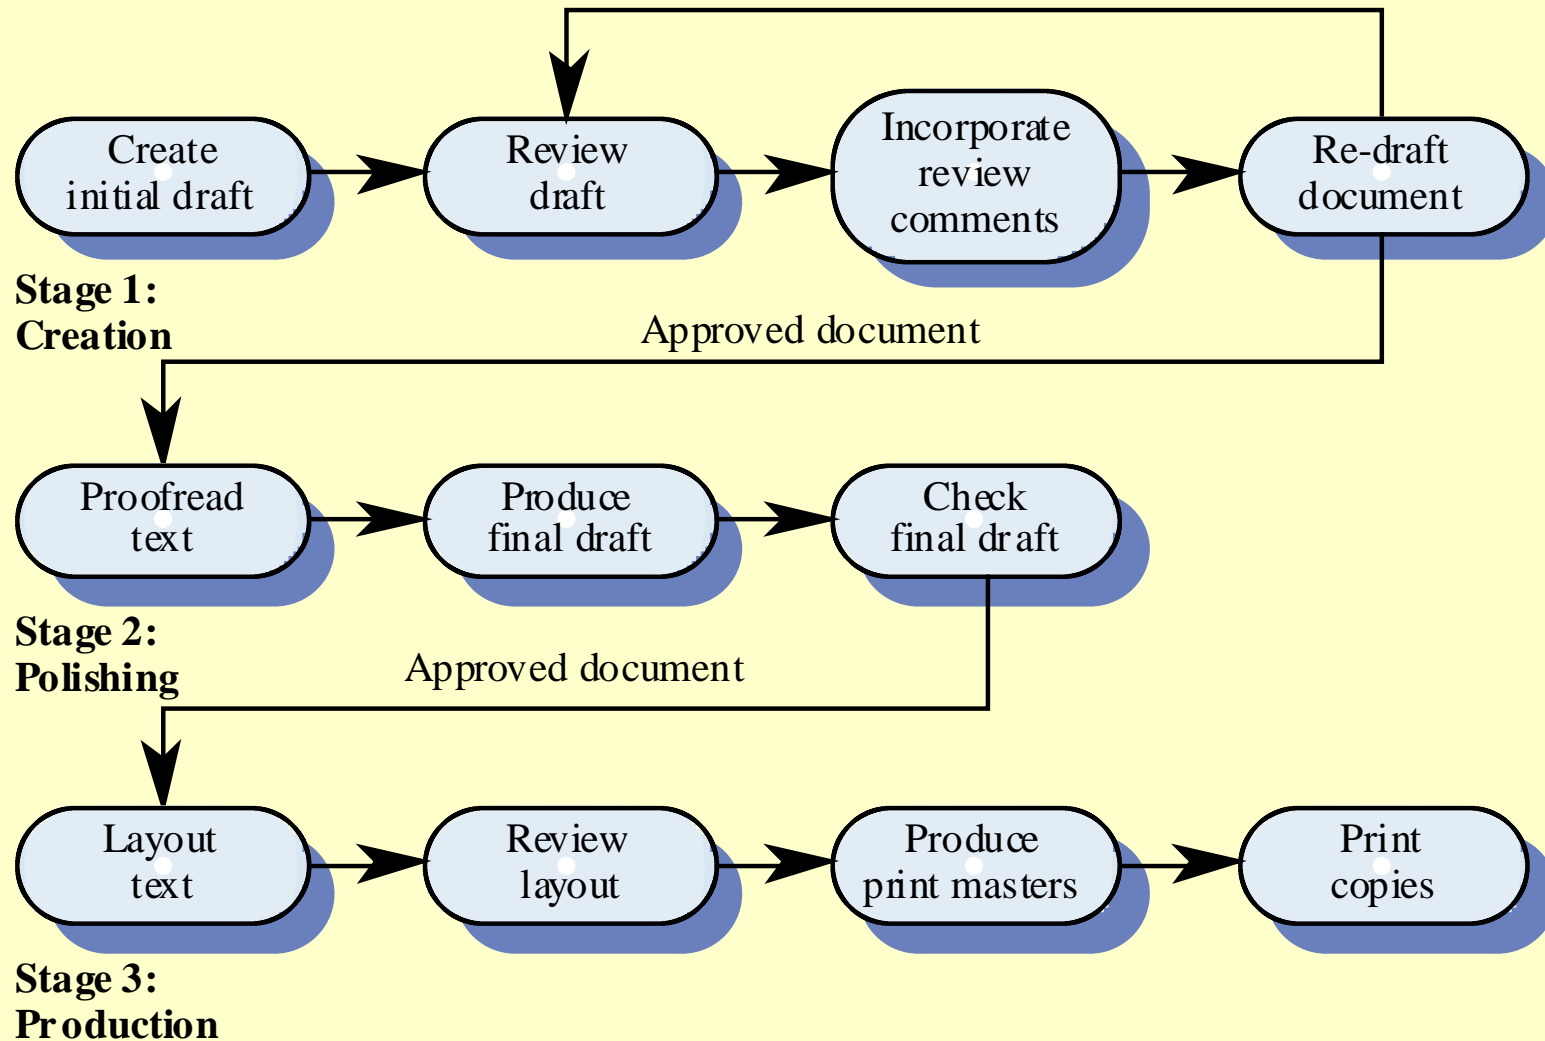 Create
initial draft
Review
draft
Incorporate
review
comments
Re-draft
document
Stage 1:
Creation
Approved document
Proofread
text
Produce
final draft
Check
final draft
Stage 2:
Polishing
Approved document
Layout
text
Review
layout
Produce
print masters
Print
copies
Stage 3:
Production